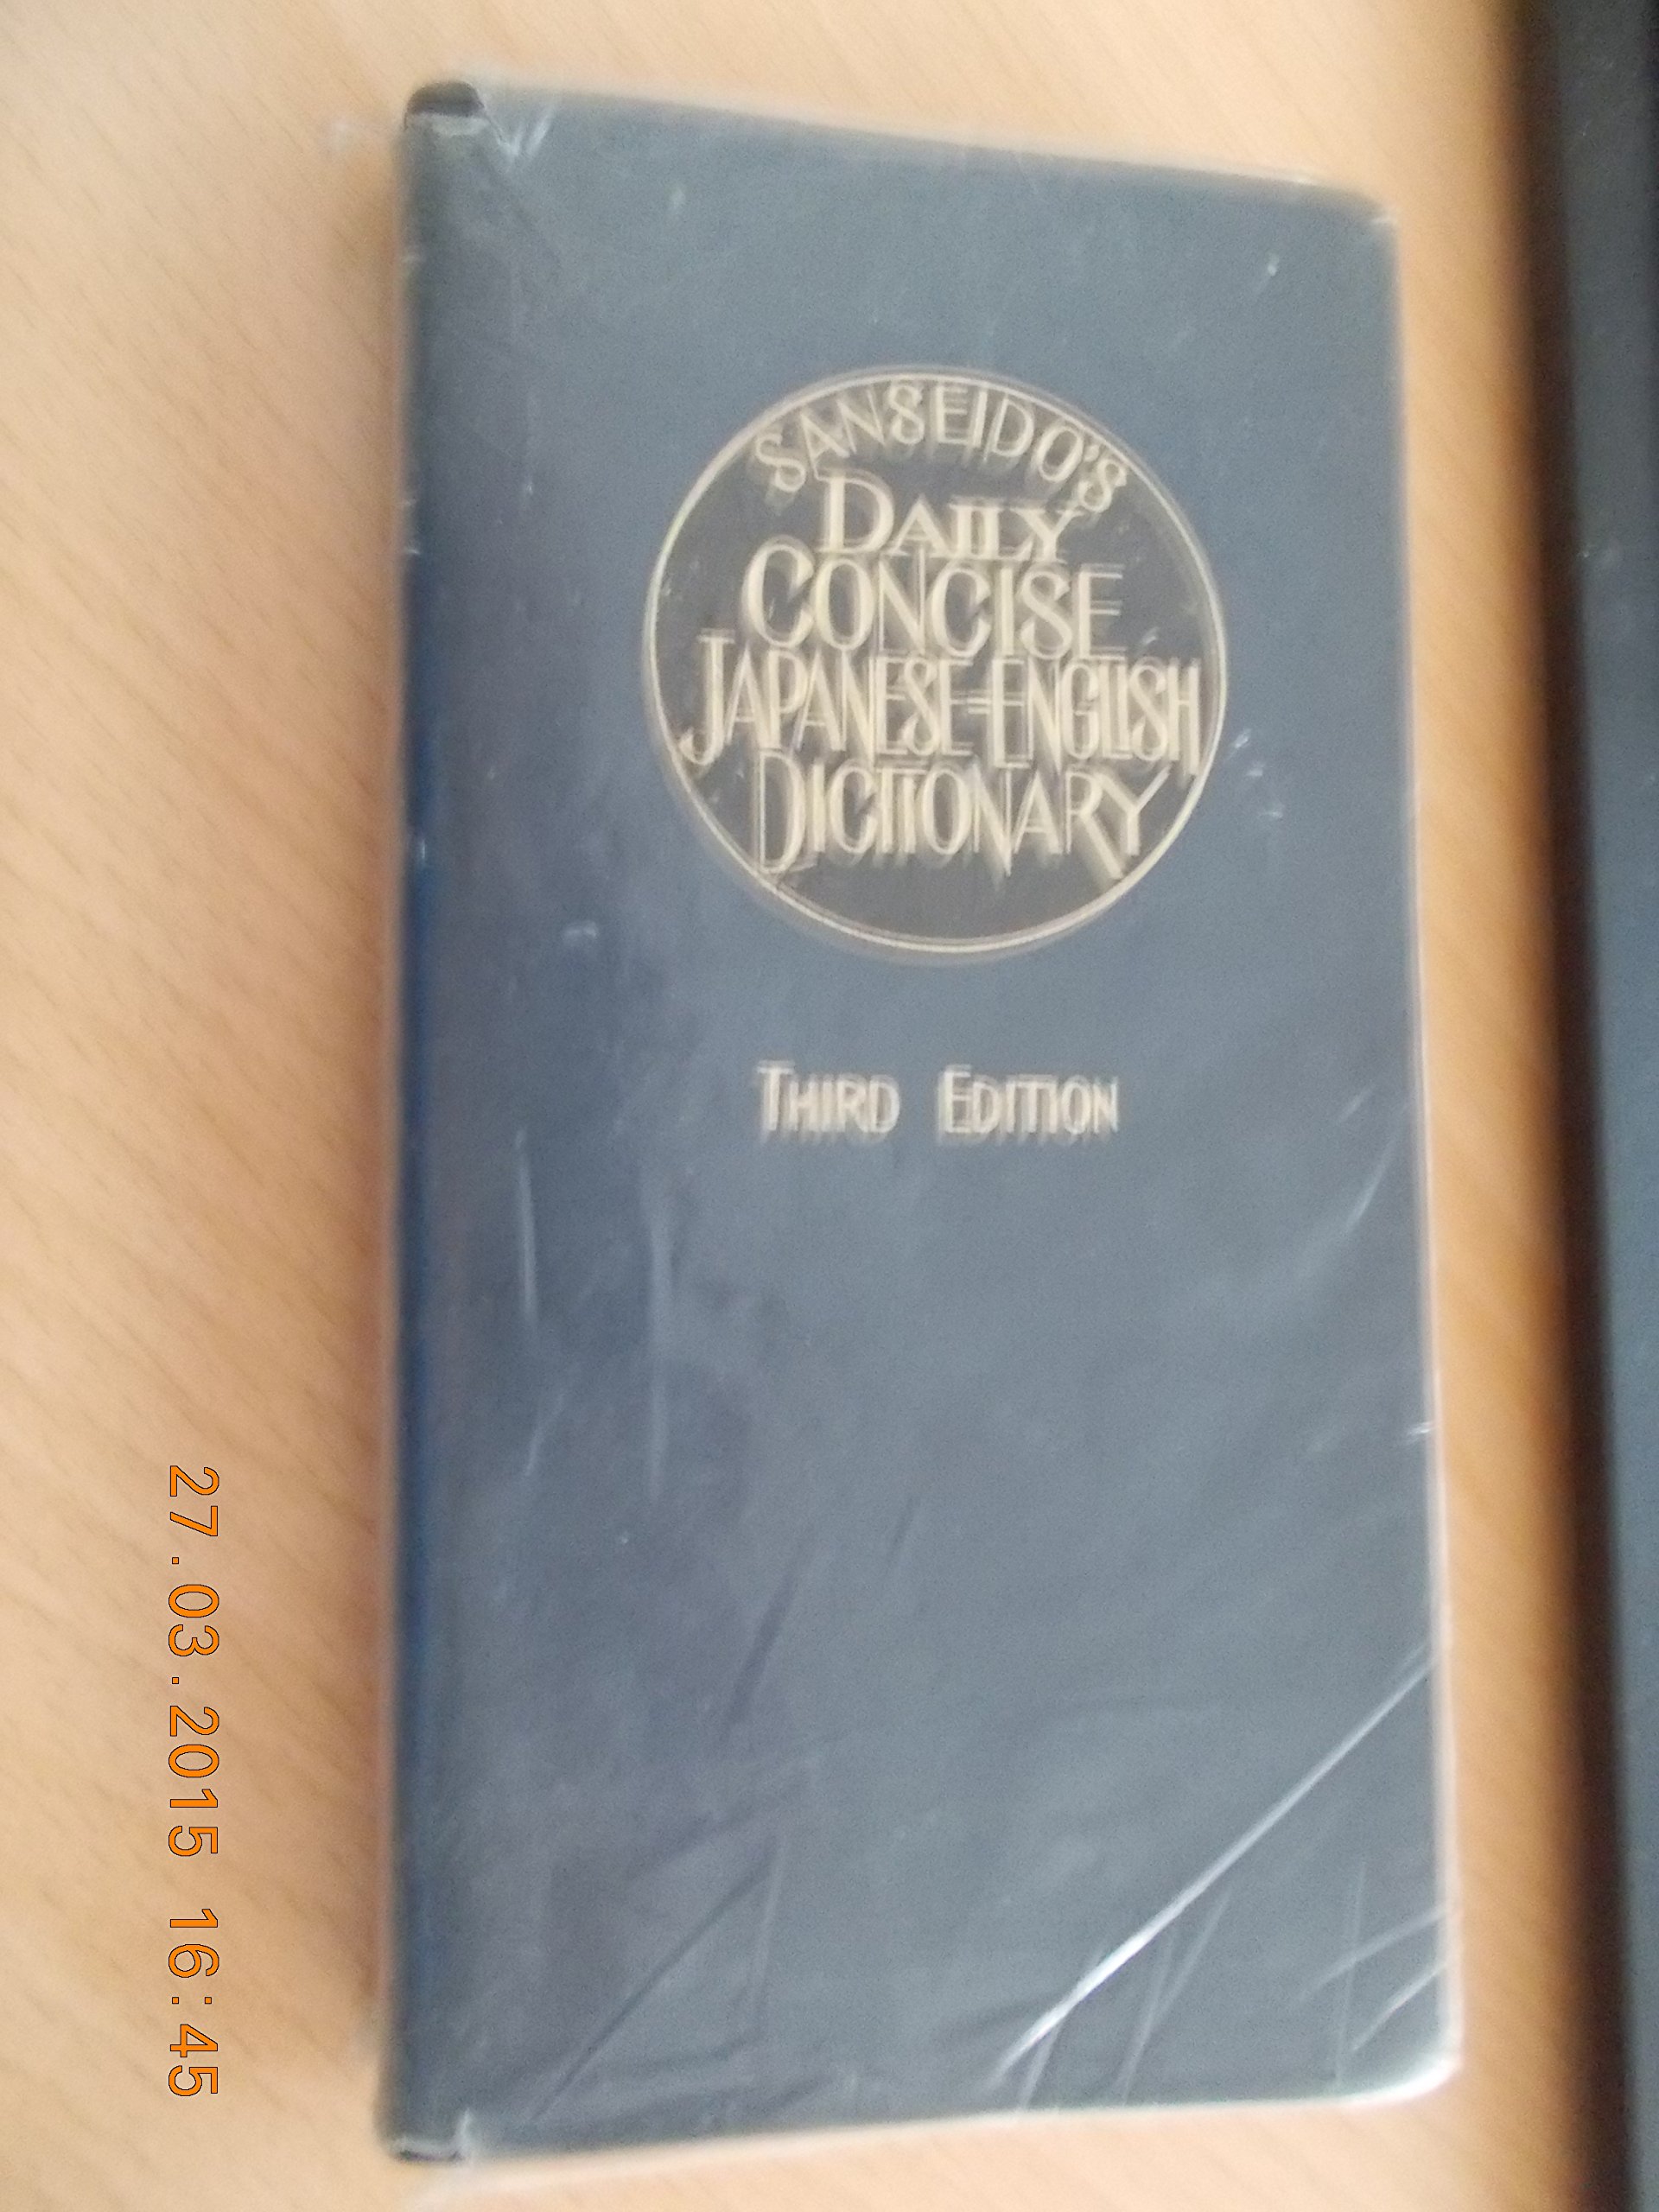 SANSEIDO'S
DAILY
CONCISE
JAPANESE=ENGLISH
DICTIONARY
THIRD EDITION
27.03.2015 16:45